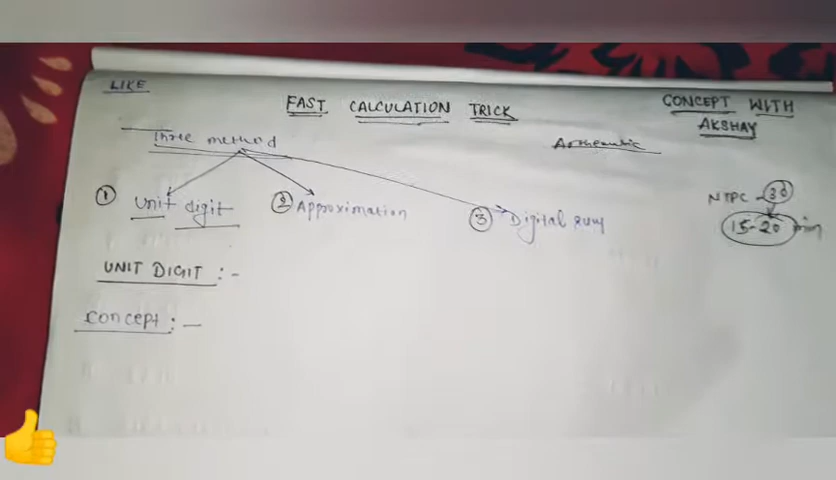 LIKE
FAST CALCULATION TRICK
CONCEPT WITH
AKSHAY
Three method
NTPC - 30
15-20 min
① Unit digit
② Approximation
③ Digital sum
UNIT DIGIT :-
Concept :-